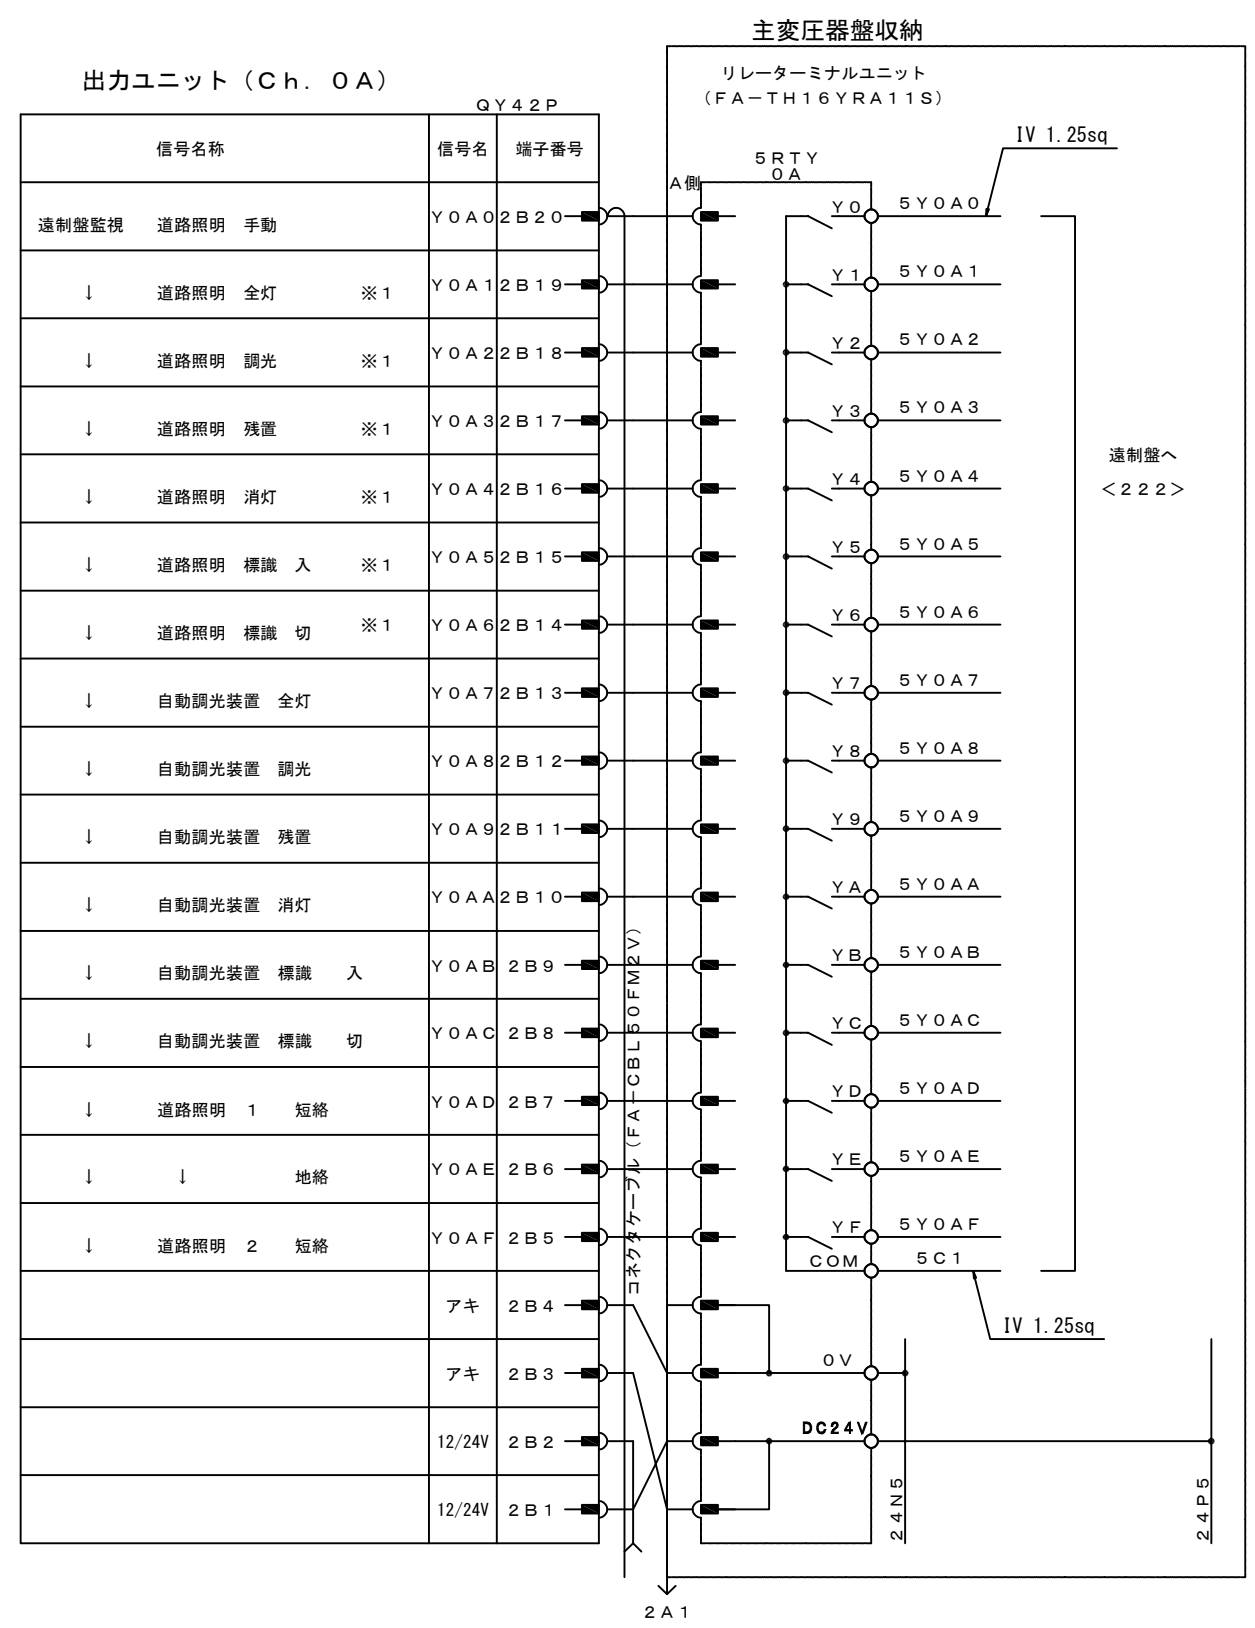 主変圧器盤収納
出力ユニット（Ｃｈ．０Ａ）
ＱＹ４２Ｐ
リレーターミナルユニット
（ＦＡ－ＴＨ１６ＹＲＡ１１Ｓ）
IV 1.25sq
信号名称 信号名 端子番号
５ＲＴＹ
０Ａ
Ａ側
遠制盤監視 道路照明 手動 Ｙ０Ａ０ ２Ｂ２０ Ｙ０ ５Ｙ０Ａ０
↓ 道路照明 全灯 ※１ Ｙ０Ａ１ ２Ｂ１９ Ｙ１ ５Ｙ０Ａ１
↓ 道路照明 調光 ※１ Ｙ０Ａ２ ２Ｂ１８ Ｙ２ ５Ｙ０Ａ２
↓ 道路照明 残置 ※１ Ｙ０Ａ３ ２Ｂ１７ Ｙ３ ５Ｙ０Ａ３
遠制盤へ
＜２２２＞
↓ 道路照明 消灯 ※１ Ｙ０Ａ４ ２Ｂ１６ Ｙ４ ５Ｙ０Ａ４
↓ 道路照明 標識 入 ※１ Ｙ０Ａ５ ２Ｂ１５ Ｙ５ ５Ｙ０Ａ５
↓ 道路照明 標識 切 ※１ Ｙ０Ａ６ ２Ｂ１４ Ｙ６ ５Ｙ０Ａ６
↓ 自動調光装置 全灯 Ｙ０Ａ７ ２Ｂ１３ Ｙ７ ５Ｙ０Ａ７
↓ 自動調光装置 調光 Ｙ０Ａ８ ２Ｂ１２ Ｙ８ ５Ｙ０Ａ８
↓ 自動調光装置 残置 Ｙ０Ａ９ ２Ｂ１１ Ｙ９ ５Ｙ０Ａ９
↓ 自動調光装置 消灯 Ｙ０ＡＡ ２Ｂ１０ ＹＡ ５Ｙ０ＡＡ
↓ 自動調光装置 標識 入 Ｙ０ＡＢ ２Ｂ９ ＹＢ ５Ｙ０ＡＢ
↓ 自動調光装置 標識 切 Ｙ０ＡＣ ２Ｂ８ ＹＣ ５Ｙ０ＡＣ
↓ 道路照明 １ 短絡 Ｙ０ＡＤ ２Ｂ７ ＹＤ ５Ｙ０ＡＤ
↓ ↓ 地絡 Ｙ０ＡＥ ２Ｂ６ ＹＥ ５Ｙ０ＡＥ
↓ 道路照明 ２ 短絡 Ｙ０ＡＦ ２Ｂ５ ＹＦ ５Ｙ０ＡＦ
コネクタケーブル（ＦＡ－ＣＢＬ５０ＦＭ２Ｖ）
ＣＯＭ ５Ｃ１
アキ ２Ｂ４
IV 1.25sq
アキ ２Ｂ３ ０Ｖ
12/24V ２Ｂ２ ＤＣ２４Ｖ
12/24V ２Ｂ１
２４Ｎ５
２４Ｐ５
２Ａ１